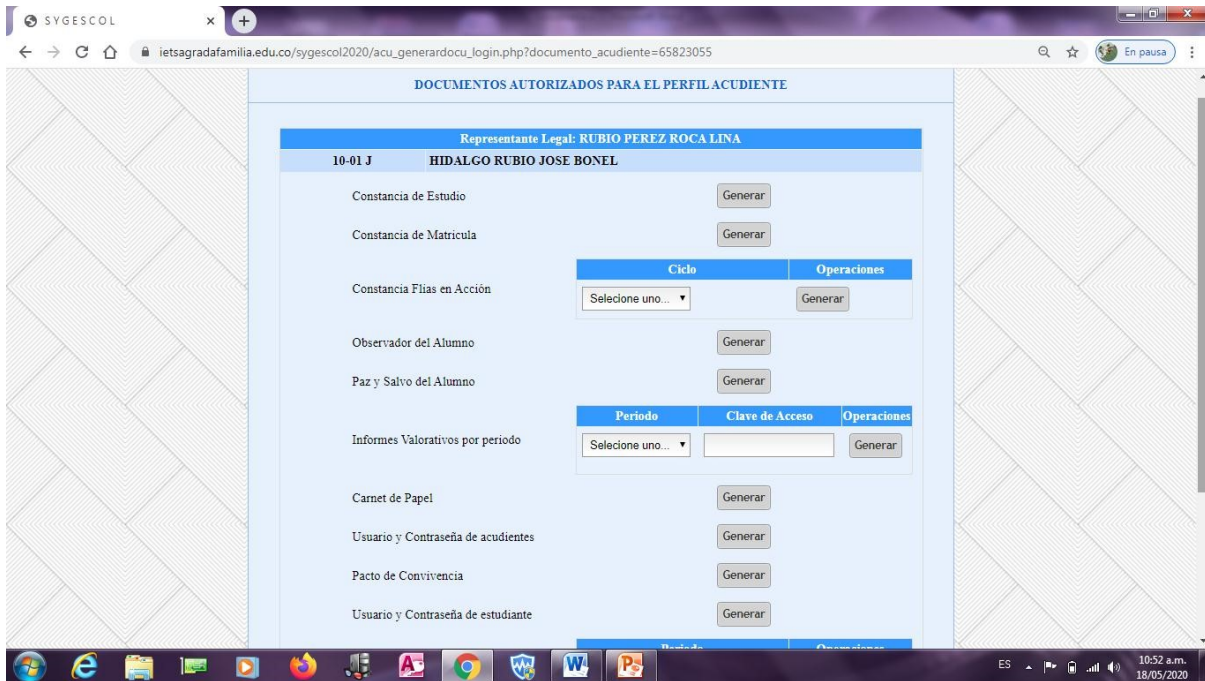 SYGESCOL
ietsagradafamilia.edu.co/sygescol2020/acu_generardocu_login.php?documento_acudiente=65823055
En pausa
DOCUMENTOS AUTORIZADOS PARA EL PERFIL ACUDIENTE
Representante Legal: RUBIO PEREZ ROCA LINA
10-01 J HIDALGO RUBIO JOSE BONEL
Constancia de Estudio Generar
Constancia de Matricula Generar
Ciclo Operaciones
Constancia Flias en Acción Selecione uno... Generar
Observador del Alumno Generar
Paz y Salvo del Alumno Generar
Periodo Clave de Acceso Operaciones
Informes Valorativos por periodo Selecione uno... Generar
Carnet de Papel Generar
Usuario y Contraseña de acudientes Generar
Pacto de Convivencia Generar
Usuario y Contraseña de estudiante Generar
Periodo Operaciones
ES 10:52 a.m.
18/05/2020